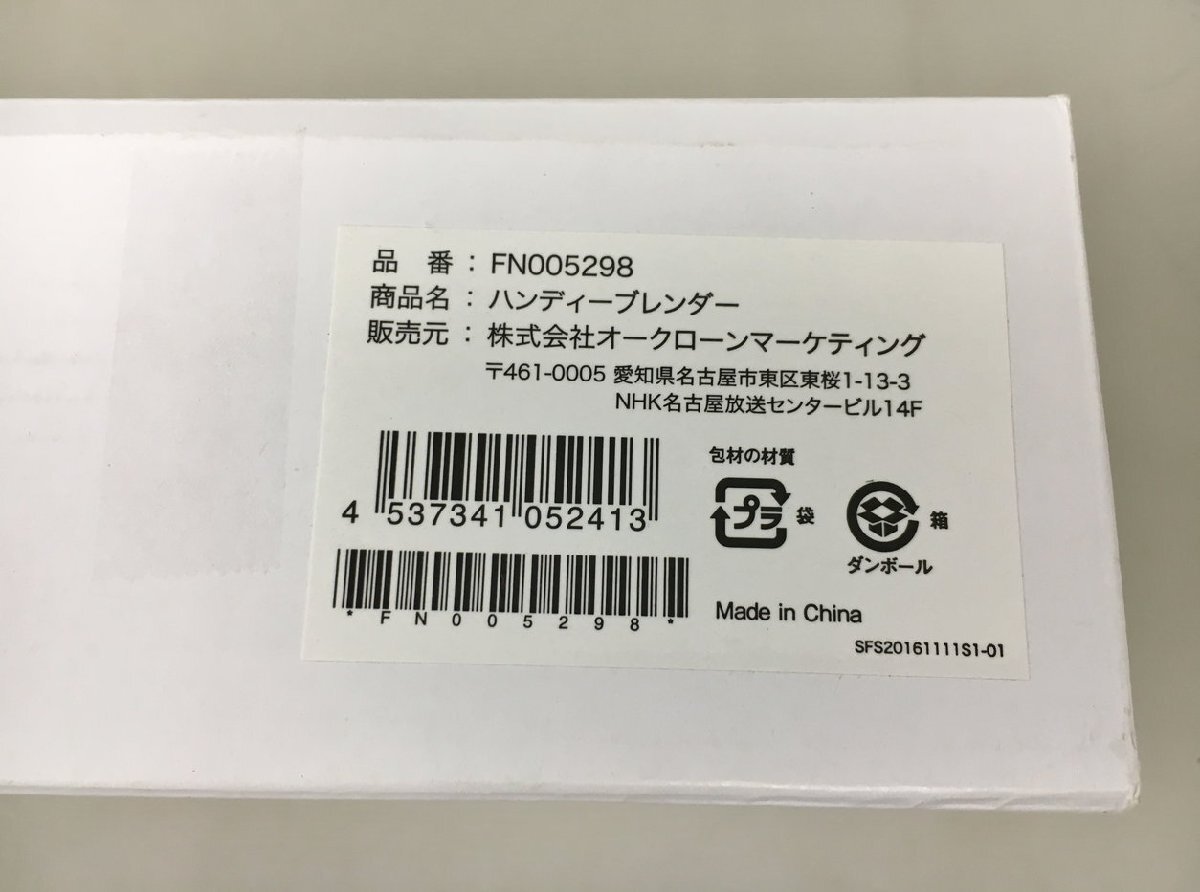 品 番 : FN005298
商品名 : ハンディーブレンダー
販売元 : 株式会社オークローンマーケティング
〒461-0005 愛知県名古屋市東区東桜1-13-3
NHK名古屋放送センタービル14F
包材の材質
プラ 袋
箱
ダンボール
4 537341 052413
*FN005298*
Made in China
SFS20161111S1-01